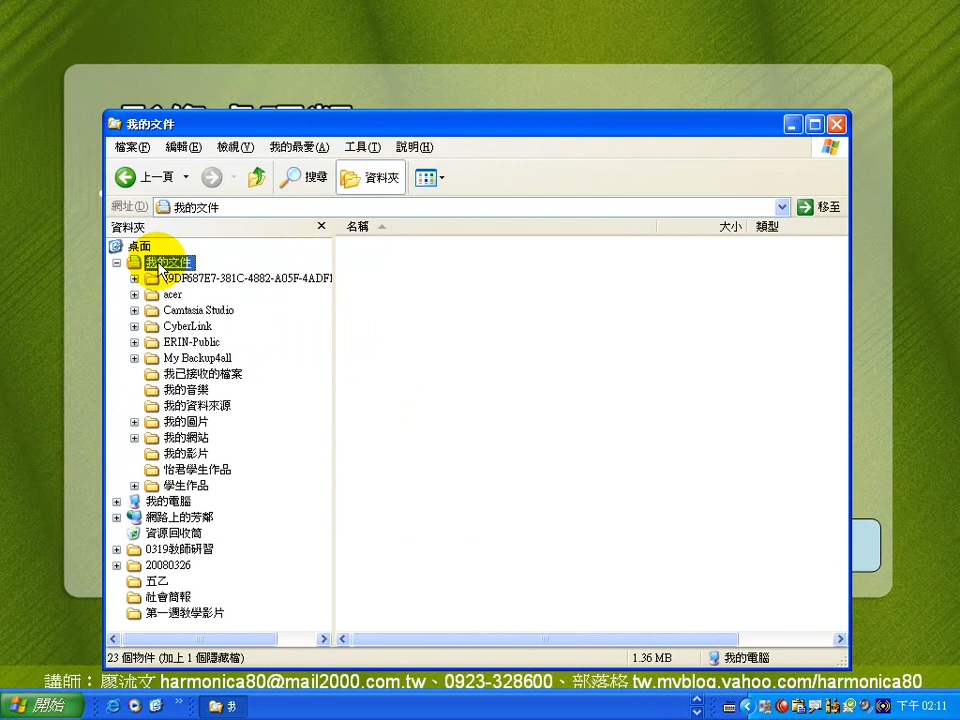 我的文件
檔案(F) 編輯(E) 檢視(V) 我的最愛(A) 工具(T) 說明(H)
上一頁 搜尋 資料夾
網址(D) 我的文件 移至
資料夾 名稱 大小 類型
桌面
我的文件
9DF687E7-381C-4882-A05F-4ADF1
acer
Camtasia Studio
CyberLink
ERIN-Public
My Backup4all
我已接收的檔案
我的音樂
我的資料來源
我的圖片
我的網站
我的影片
怡君學生作品
學生作品
我的電腦
網路上的芳鄰
資源回收筒
0319教師研習
20080326
五乙
社會簡報
第一週教學影片
23 個物件 (加上 1 個隱藏檔) 1.36 MB 我的電腦
講師：廖沭文 harmonica80@mail2000.com.tw、0923-328600、部落格 tw.myblog.yahoo.com/harmonica80
開始 我 下午 02:11